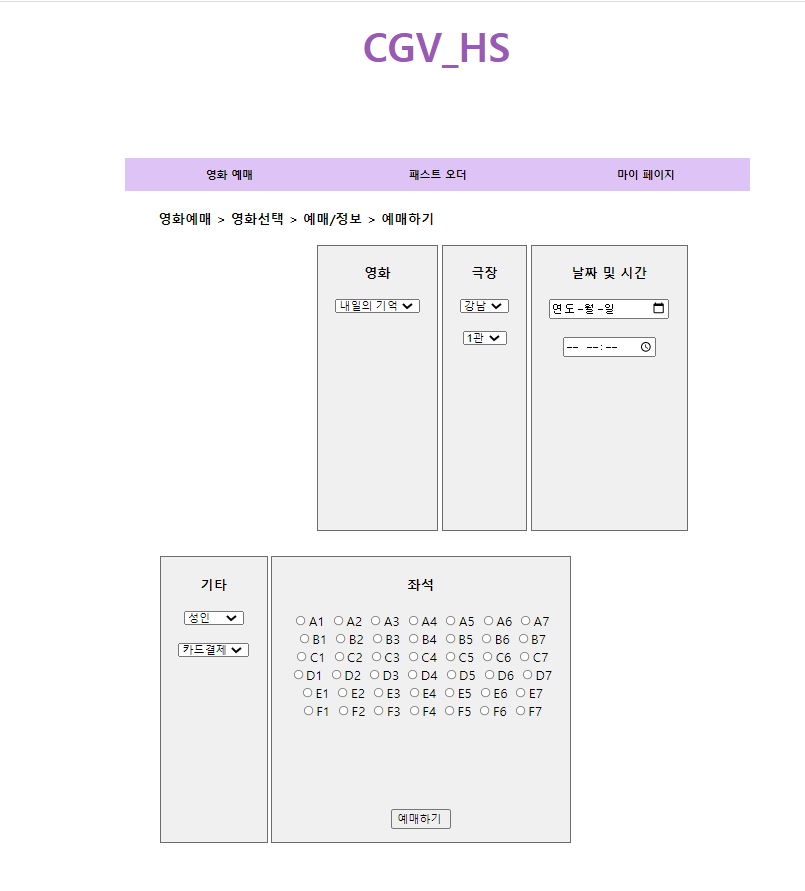 CGV_HS
영화 예매 패스트 오더 마이 페이지
영화예매 > 영화선택 > 예매/정보 > 예매하기
영화 극장 날짜 및 시간
내일의 기억 강남 연도-월-일
1관 -- --:--
기타 좌석
성인 A1 A2 A3 A4 A5 A6 A7
B1 B2 B3 B4 B5 B6 B7
카드결제 C1 C2 C3 C4 C5 C6 C7
D1 D2 D3 D4 D5 D6 D7
E1 E2 E3 E4 E5 E6 E7
F1 F2 F3 F4 F5 F6 F7
예매하기